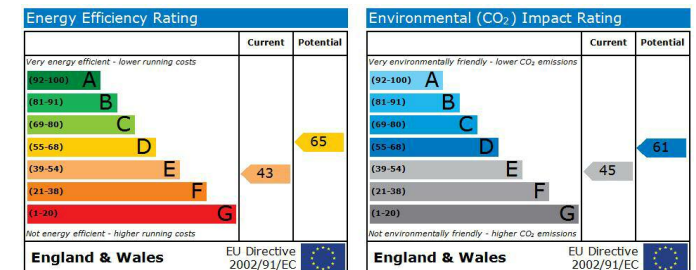 Energy Efficiency Rating
Current Potential
Very energy efficient - lower running costs
(92-100) A
(81-91) B
(69-80) C
(55-68) D
65
(39-54) E
43
(21-38) F
(1-20) G
Not energy efficient - higher running costs
England & Wales
EU Directive
2002/91/EC
Environmental (CO₂) Impact Rating
Current Potential
Very environmentally friendly - lower CO₂ emissions
(92-100) A
(81-91) B
(69-80) C
(55-68) D
61
(39-54) E
45
(21-38) F
(1-20) G
Not environmentally friendly - higher CO₂ emissions
England & Wales
EU Directive
2002/91/EC